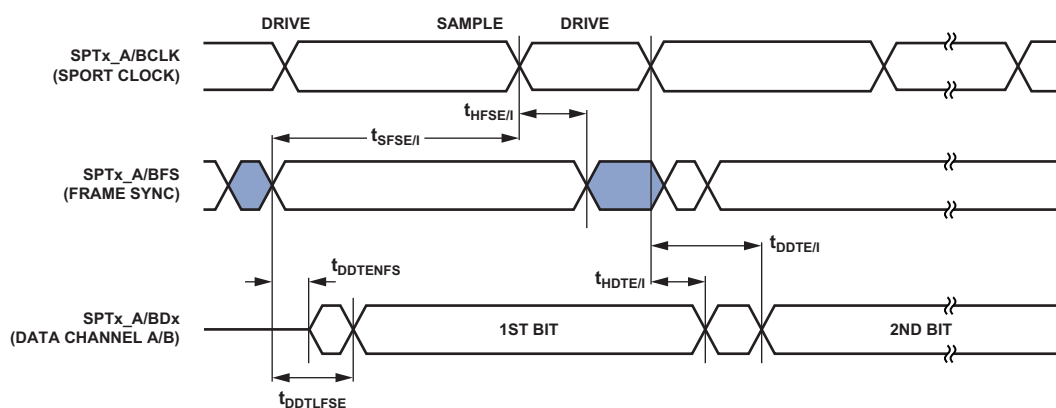 DRIVE SAMPLE DRIVE
SPTx_A/BCLK
(SPORT CLOCK)
tHFSE/I
tSFSE/I
SPTx_A/BFS
(FRAME SYNC)
tDDTE/I
tDDTENFS
tHDTE/I
SPTx_A/BDx
(DATA CHANNEL A/B)
1ST BIT 2ND BIT
tDDTLFSE